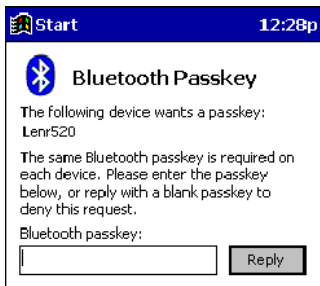 Start 12:28p
Bluetooth Passkey
The following device wants a passkey:
Lenr520
The same Bluetooth passkey is required on
each device. Please enter the passkey
below, or reply with a blank passkey to
deny this request.
Bluetooth passkey:
Reply